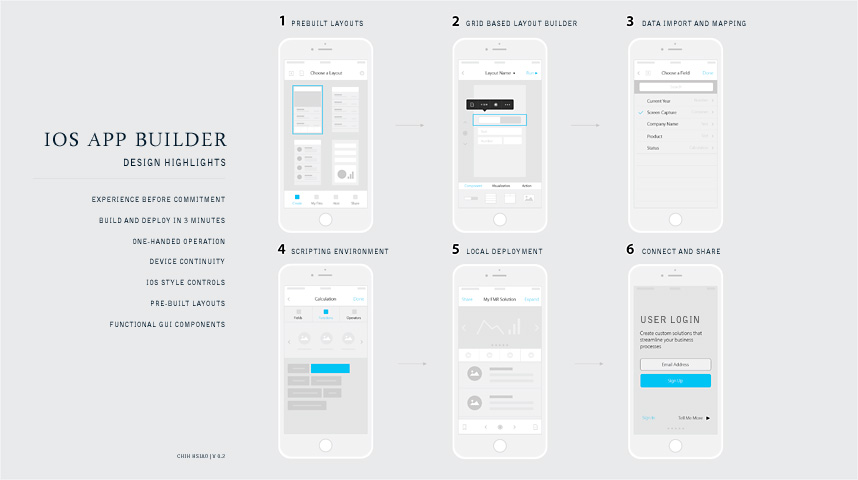 IOS APP BUILDER
DESIGN HIGHLIGHTS
EXPERIENCE BEFORE COMMITMENT
BUILD AND DEPLOY IN 3 MINUTES
ONE-HANDED OPERATION
DEVICE CONTINUITY
IOS STYLE CONTROLS
PRE-BUILT LAYOUTS
FUNCTIONAL GUI COMPONENTS
CHIH HSIAO | V 0.2
1 PREBUILT LAYOUTS
Choose a Layout
2 GRID BASED LAYOUT BUILDER
Layout Name
Visualization
Action
3 DATA IMPORT AND MAPPING
Choose a Field
Done
Current Year
Screen Capture
Company Name
Product
Status
4 SCRIPTING ENVIRONMENT
Calculation
Fields
Functions
Operators
5 LOCAL DEPLOYMENT
Share
My FMR Solution
Expand
6 CONNECT AND SHARE
USER LOGIN
Create custom solutions that
streamline your business
processes
Email Address
Sign Up
Tell Me More